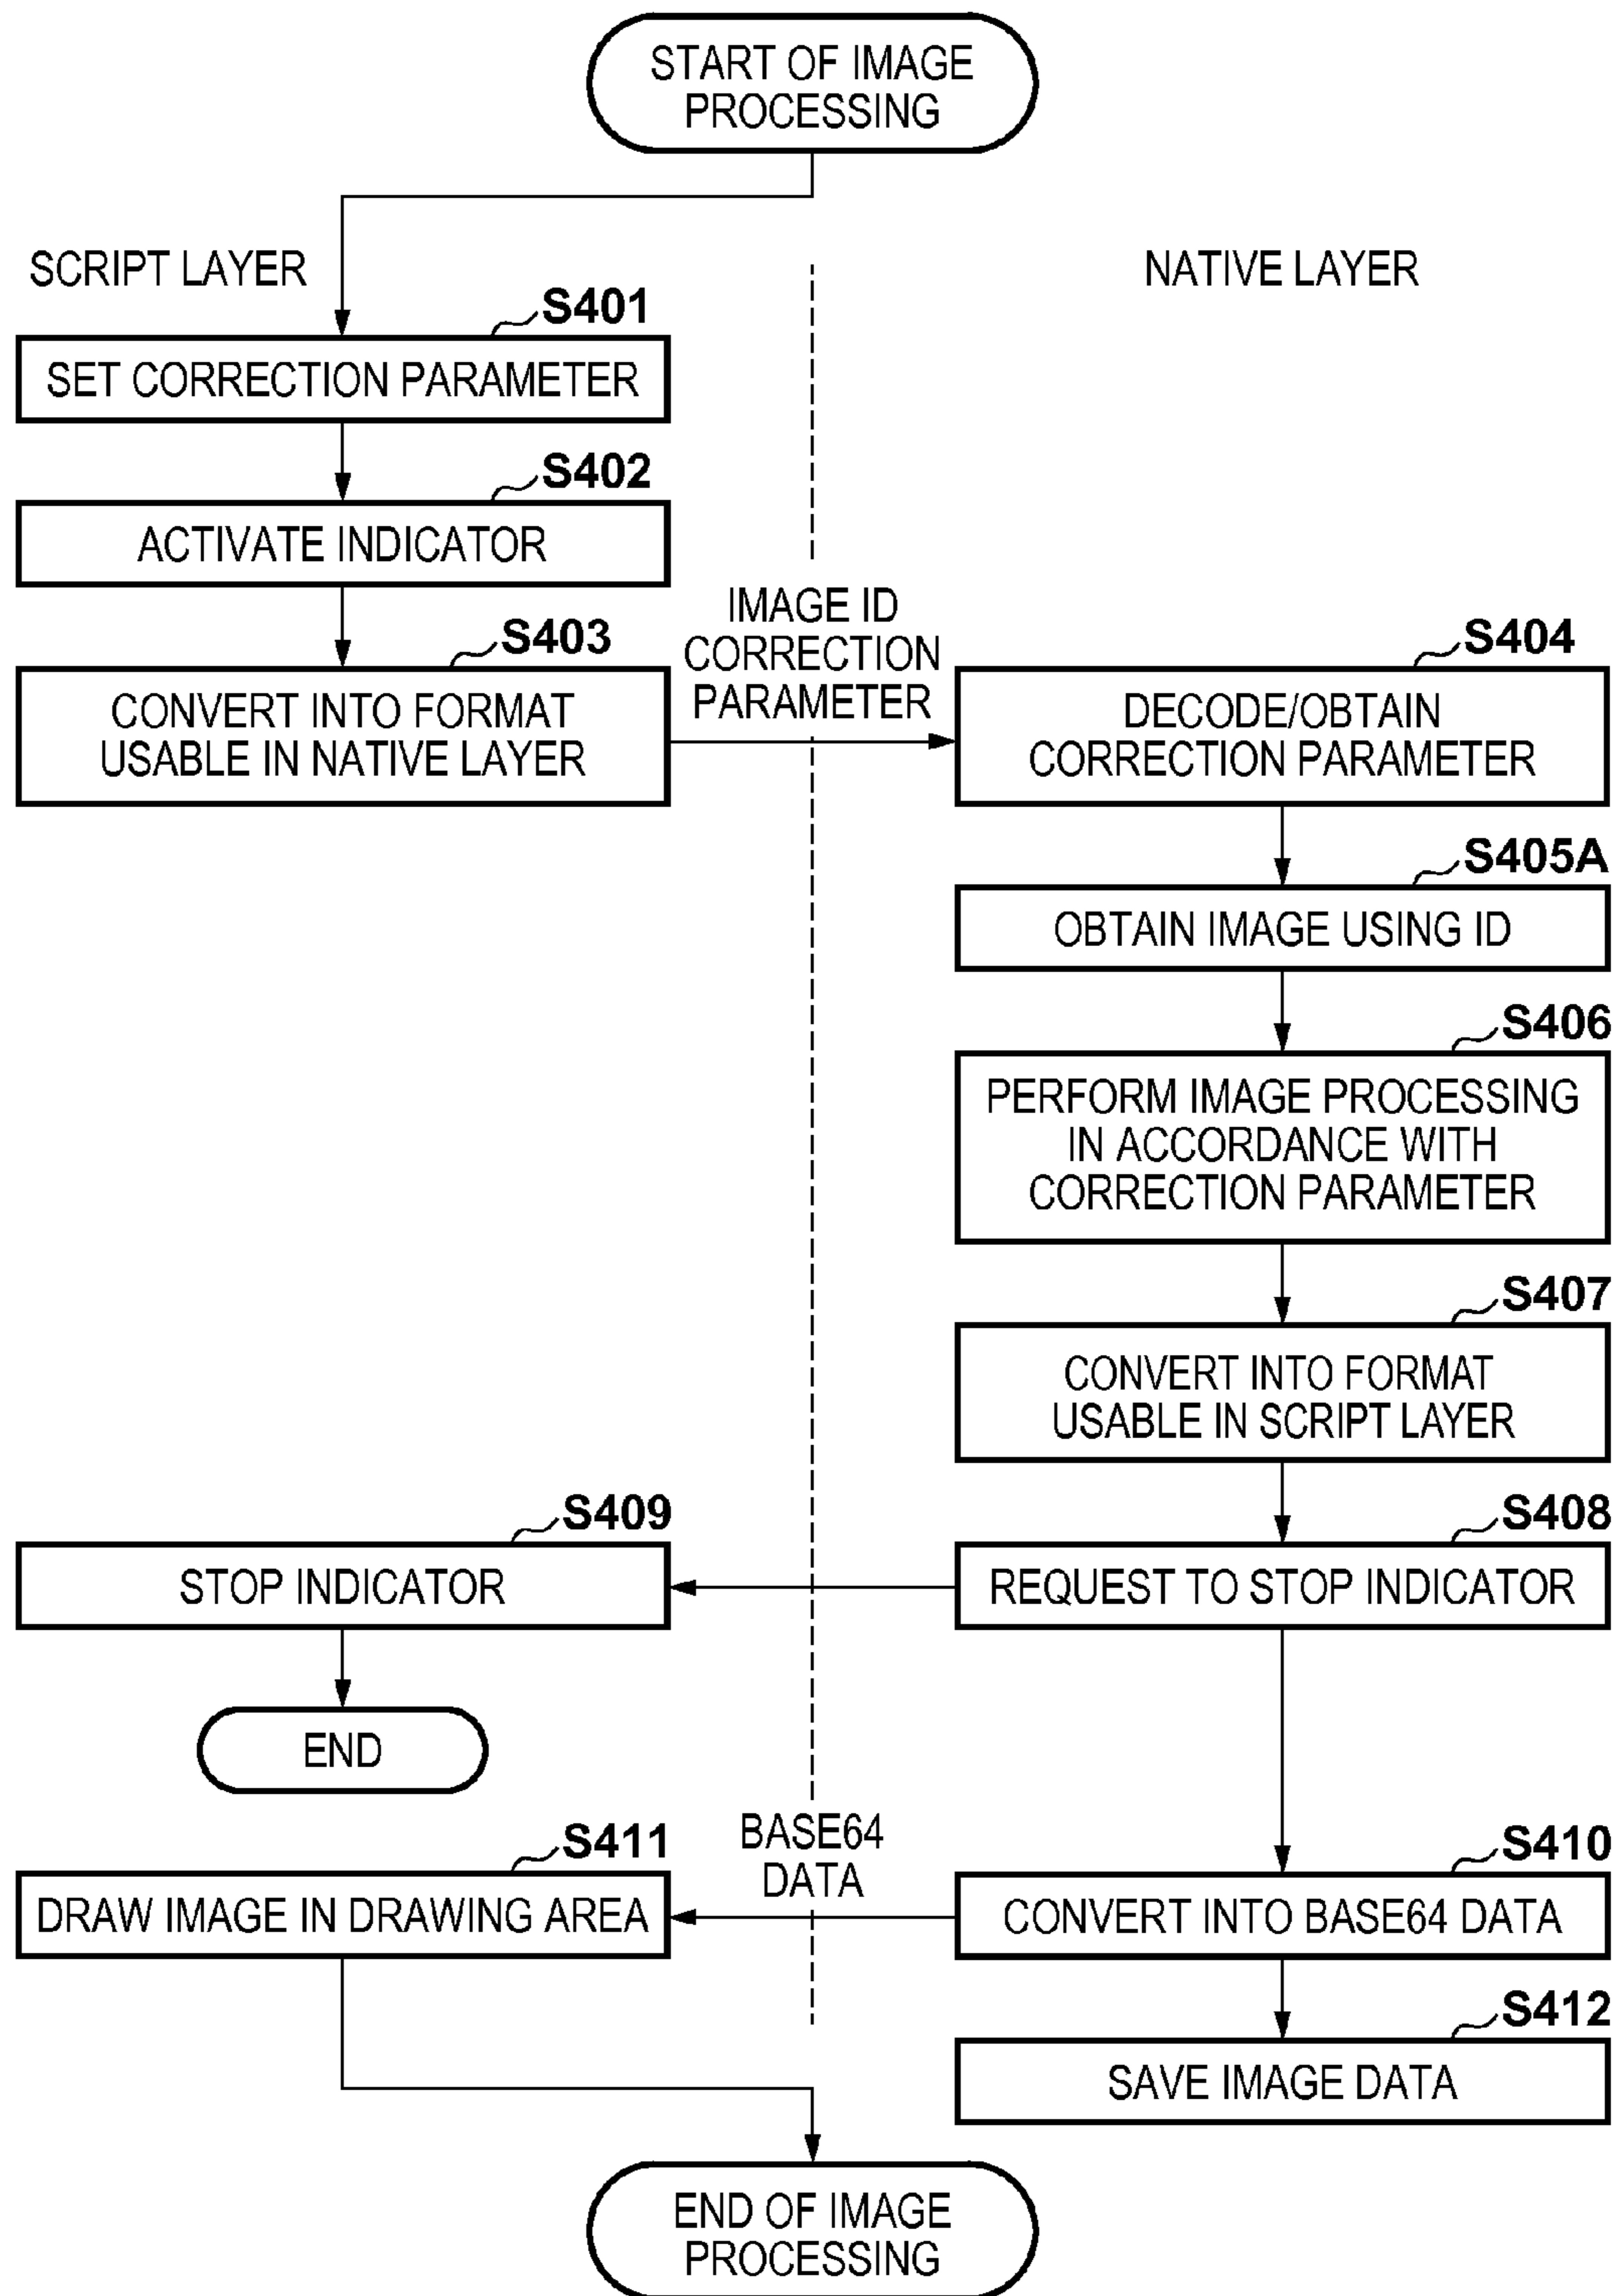 START OF IMAGE
PROCESSING
SCRIPT LAYER
NATIVE LAYER
S401
SET CORRECTION PARAMETER
S402
ACTIVATE INDICATOR
S403
CONVERT INTO FORMAT
USABLE IN NATIVE LAYER
IMAGE ID
CORRECTION
PARAMETER
S404
DECODE/OBTAIN
CORRECTION PARAMETER
S405A
OBTAIN IMAGE USING ID
S406
PERFORM IMAGE PROCESSING
IN ACCORDANCE WITH
CORRECTION PARAMETER
S407
CONVERT INTO FORMAT
USABLE IN SCRIPT LAYER
S408
REQUEST TO STOP INDICATOR
S409
STOP INDICATOR
END
S410
CONVERT INTO BASE64 DATA
BASE64
DATA
S411
DRAW IMAGE IN DRAWING AREA
S412
SAVE IMAGE DATA
END OF IMAGE
PROCESSING